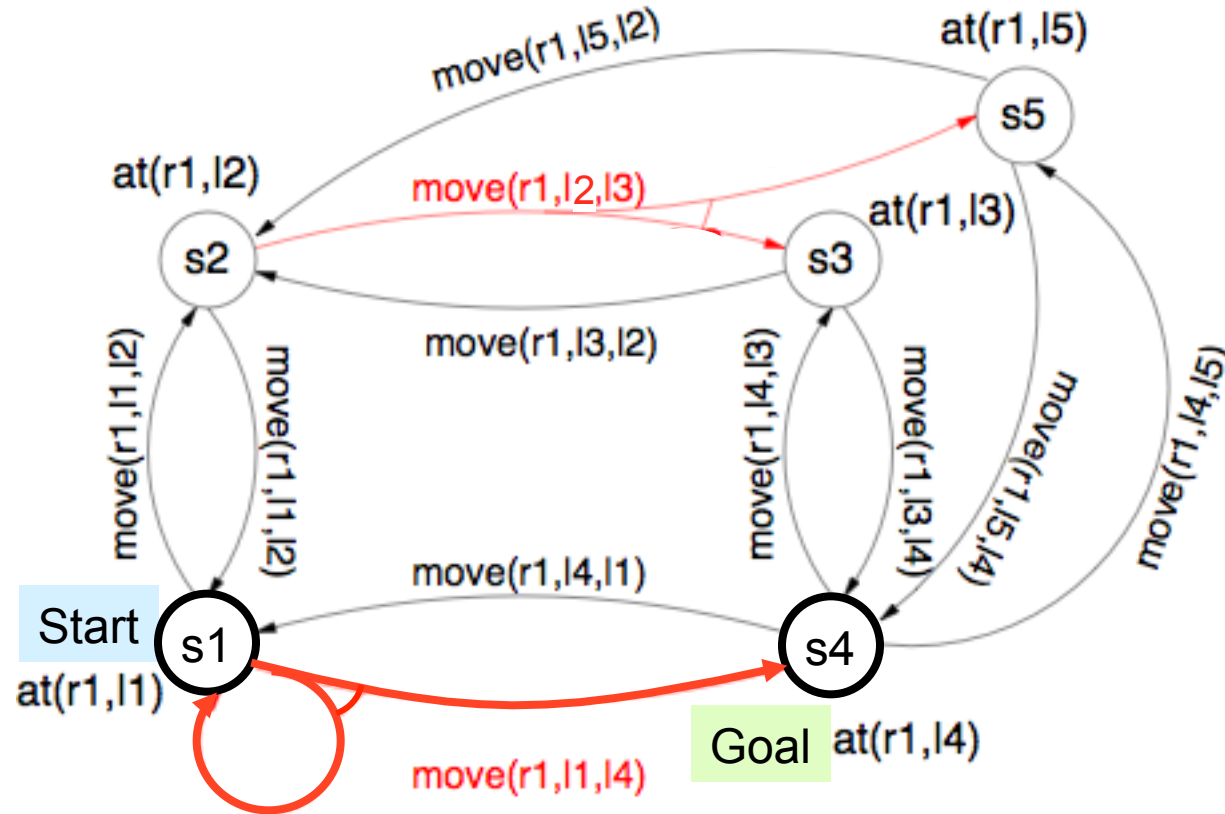 at(r1,l5)
move(r1,l5,l2)
s5
at(r1,l2)
move(r1,l2,l3)
at(r1,l3)
s2
s3
move(r1,l3,l2)
move(r1,l1,l2)
move(r1,l1,l2)
move(r1,l4,l3)
move(r1,l3,l4)
move(r1,l5,l4)
move(r1,l4,l5)
move(r1,l4,l1)
Start
s1
s4
at(r1,l1)
Goal
at(r1,l4)
move(r1,l1,l4)